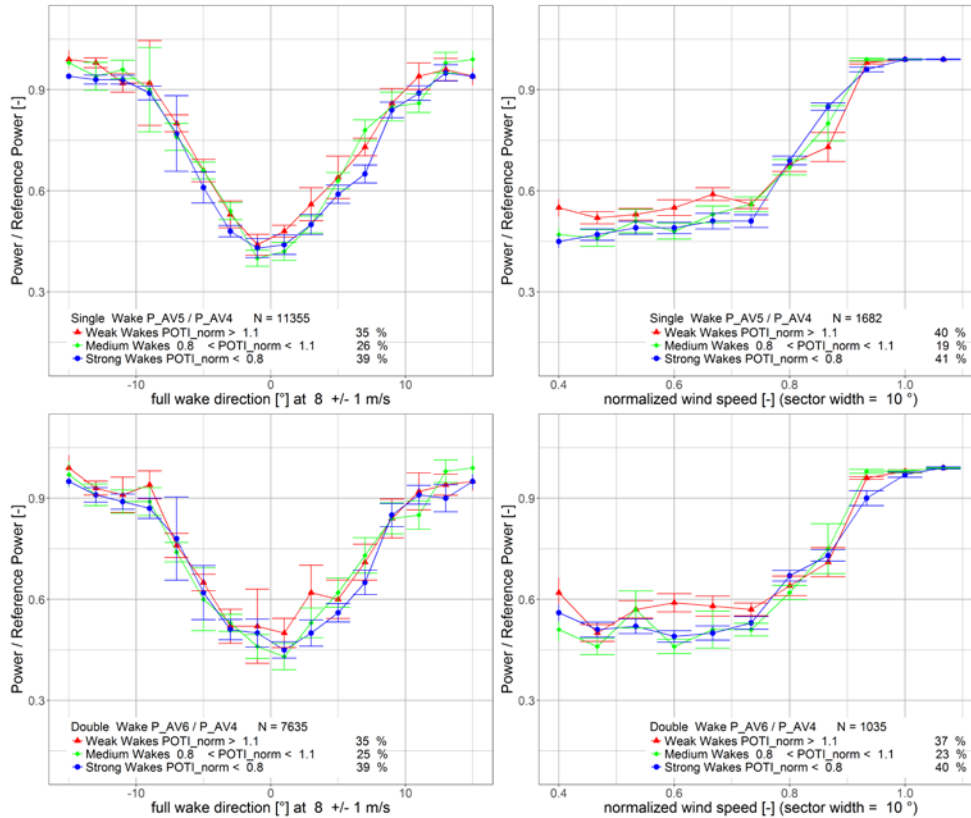 Power / Reference Power [-]
0.9
0.6
0.3
Single Wake P_AV5 / P_AV4 N = 11355
Weak Wakes POTI_norm > 1.1 35 %
Medium Wakes 0.8 < POTI_norm < 1.1 26 %
Strong Wakes POTI_norm < 0.8 39 %
-10 0 10
full wake direction [°] at 8 +/- 1 m/s
Power / Reference Power [-]
0.9
0.6
0.3
Single Wake P_AV5 / P_AV4 N = 1682
Weak Wakes POTI_norm > 1.1 40 %
Medium Wakes 0.8 < POTI_norm < 1.1 19 %
Strong Wakes POTI_norm < 0.8 41 %
0.4 0.6 0.8 1.0
normalized wind speed [-] (sector width = 10 °)
Power / Reference Power [-]
0.9
0.6
0.3
Double Wake P_AV6 / P_AV4 N = 7635
Weak Wakes POTI_norm > 1.1 35 %
Medium Wakes 0.8 < POTI_norm < 1.1 25 %
Strong Wakes POTI_norm < 0.8 39 %
-10 0 10
full wake direction [°] at 8 +/- 1 m/s
Power / Reference Power [-]
0.9
0.6
0.3
Double Wake P_AV6 / P_AV4 N = 1035
Weak Wakes POTI_norm > 1.1 37 %
Medium Wakes 0.8 < POTI_norm < 1.1 23 %
Strong Wakes POTI_norm < 0.8 40 %
0.4 0.6 0.8 1.0
normalized wind speed [-] (sector width = 10 °)